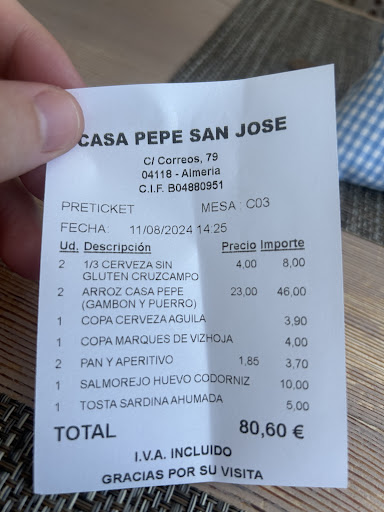 CASA PEPE SAN JOSE
C/ Correos, 79
04118 - Almeria
C.I.F. B04880951
PRETICKET MESA : C03
FECHA: 11/08/2024 14:25
Ud. Descripción Precio Importe
2 1/3 CERVEZA SIN GLUTEN CRUZCAMPO 4,00 8,00
2 ARROZ CASA PEPE (GAMBON Y PUERRO) 23,00 46,00
1 COPA CERVEZA AGUILA 3,90
1 COPA MARQUES DE VIZHOJA 4,00
2 PAN Y APERITIVO 1,85 3,70
1 SALMOREJO HUEVO CODORNIZ 10,00
1 TOSTA SARDINA AHUMADA 5,00
TOTAL 80,60 €
I.V.A. INCLUIDO
GRACIAS POR SU VISITA